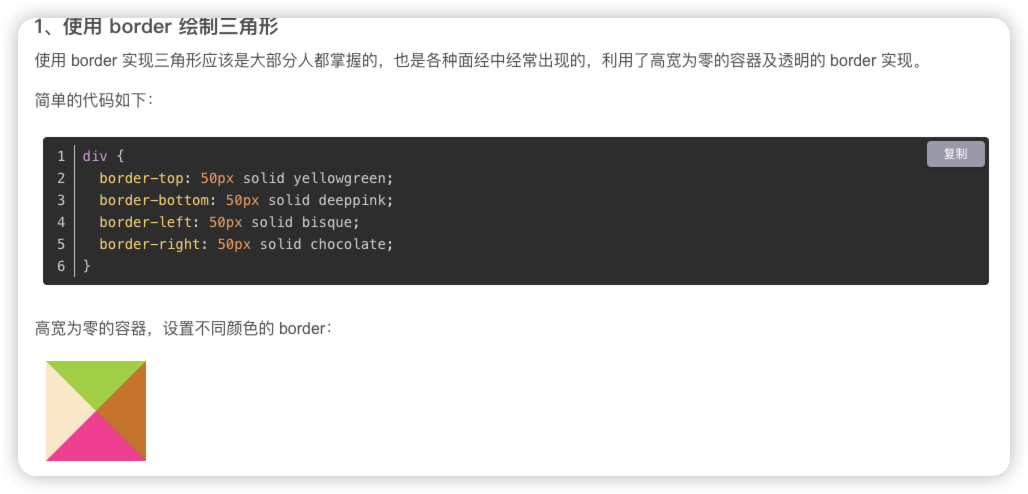 1、使用 border 绘制三角形
使用 border 实现三角形应该是大部分人都掌握的，也是各种面经中经常出现的，利用了高宽为零的容器及透明的 border 实现。
简单的代码如下：
复制
1 div {
2   border-top: 50px solid yellowgreen;
3   border-bottom: 50px solid deeppink;
4   border-left: 50px solid bisque;
5   border-right: 50px solid chocolate;
6 }
高宽为零的容器，设置不同颜色的 border：